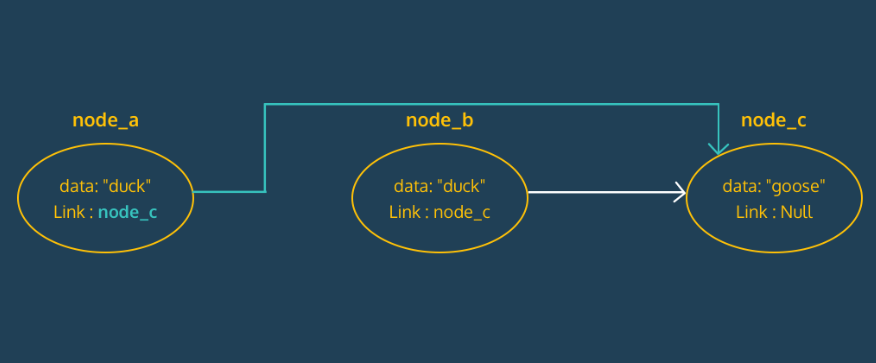 node_a
data: "duck"
Link : node_c
node_b
data: "duck"
Link : node_c
node_c
data: "goose"
Link : Null